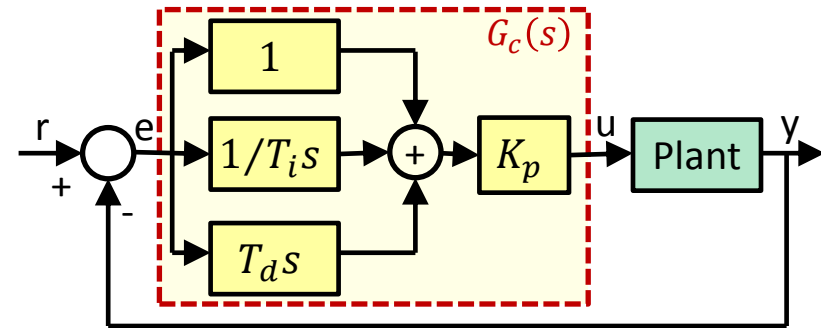 G_c(s)
1
r
e
1/T_i s
+
K_p
u
Plant
y
+
-
T_d s